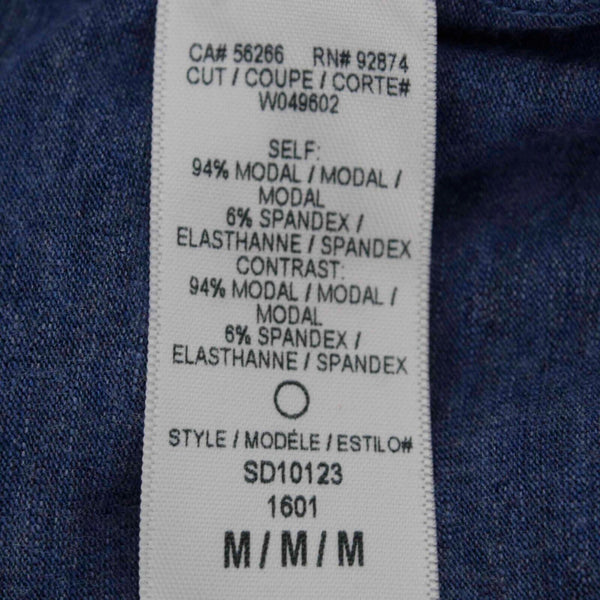 CA# 56266 RN# 92874
CUT / COUPE / CORTE#
W049602
SELF:
94% MODAL / MODAL /
MODAL
6% SPANDEX /
ELASTHANNE / SPANDEX
CONTRAST:
94% MODAL / MODAL /
MODAL
6% SPANDEX /
ELASTHANNE / SPANDEX
STYLE / MODÉLE / ESTILO#
SD10123
1601
M / M / M